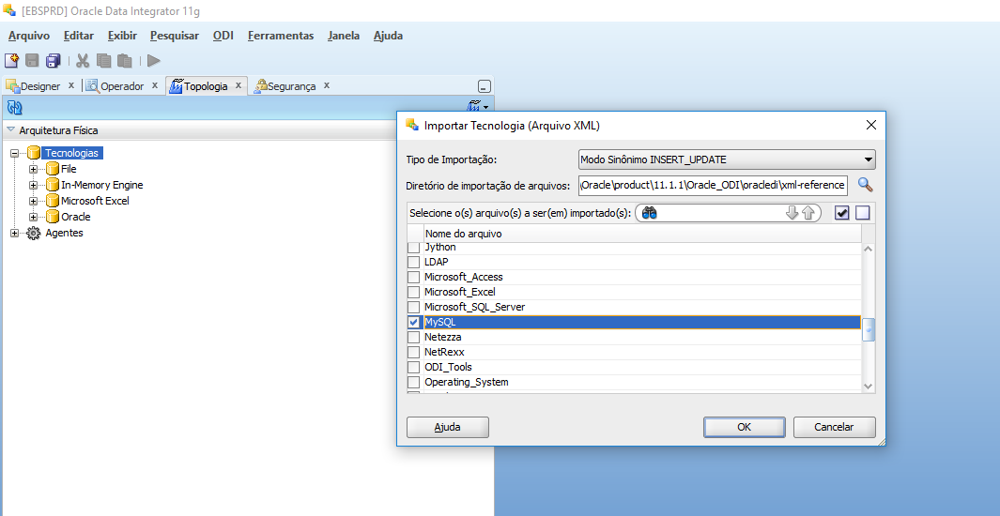 [EBSPRD] Oracle Data Integrator 11g
Arquivo Editar Exibir Pesquisar ODI Ferramentas Janela Ajuda
Designer x Operador x Topologia x Segurança x
Arquitetura Física
Tecnologias
File
In-Memory Engine
Microsoft Excel
Oracle
Agentes
Importar Tecnologia (Arquivo XML)
Tipo de Importação: Modo Sinônimo INSERT_UPDATE
Diretório de importação de arquivos: \Oracle\product\11.1.1\Oracle_ODI\oracledi\xml-reference
Selecione o(s) arquivo(s) a ser(em) importado(s):
Nome do arquivo
Jython
LDAP
Microsoft_Access
Microsoft_Excel
Microsoft_SQL_Server
MySQL
Netezza
NetRexx
ODI_Tools
Operating_System
Ajuda OK Cancelar